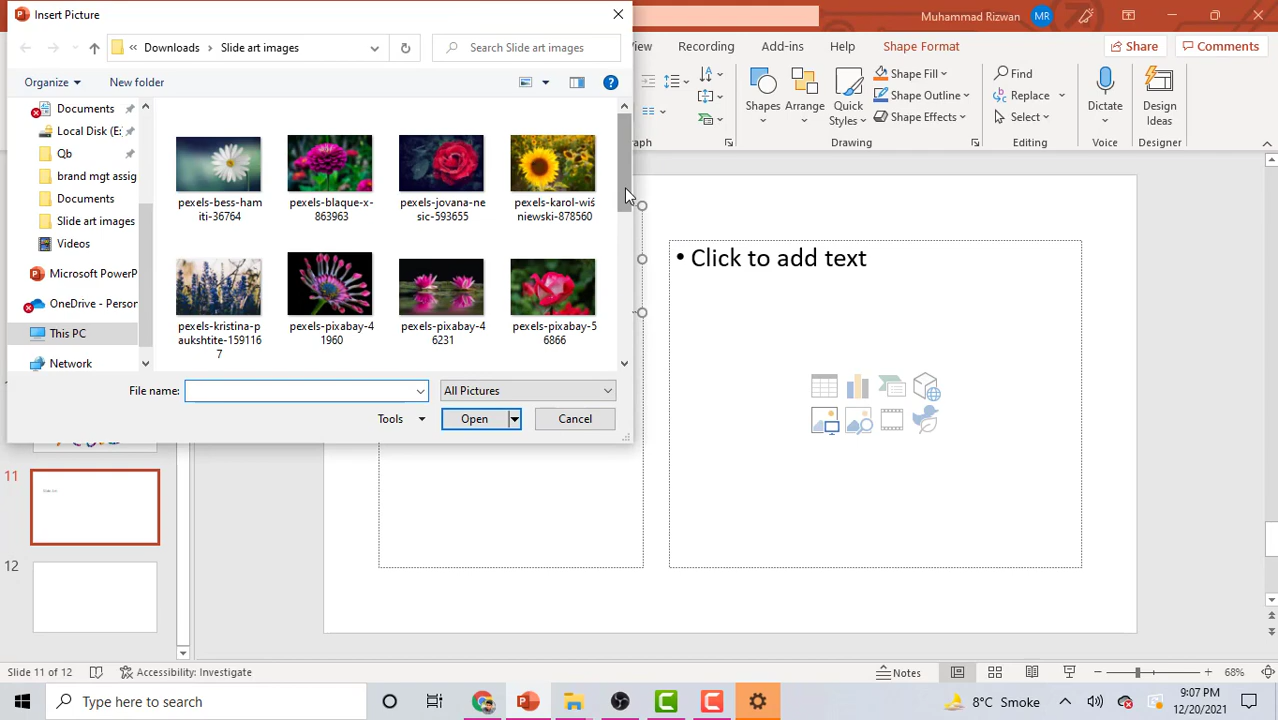 Insert Picture
Muhammad Rizwan MR
« Downloads > Slide art images
Search Slide art images
View Recording Add-ins Help Shape Format
Share Comments
Organize New folder
Documents
Local Disk (E:
Qb
brand mgt assig
Documents
Slide art images
Videos
Microsoft PowerP
OneDrive - Person
This PC
Network
pexels-bess-ham
iti-36764
pexels-blaque-x-
863963
pexels-jovana-ne
sic-593655
pexels-karol-wiś
niewski-878560
pexels-kristina-p
aukshtite-159116
7
pexels-pixabay-4
1960
pexels-pixabay-4
6231
pexels-pixabay-5
6866
File name:
All Pictures
Tools Open Cancel
Shapes
Arrange
Quick
Styles
Shape Fill
Shape Outline
Shape Effects
Drawing
Find
Replace
Select
Editing
Dictate
Voice
Design
Ideas
Designer
• Click to add text
11
12
Slide 11 of 12
Accessibility: Investigate
Notes
68%
Type here to search
8°C Smoke
9:07 PM
12/20/2021